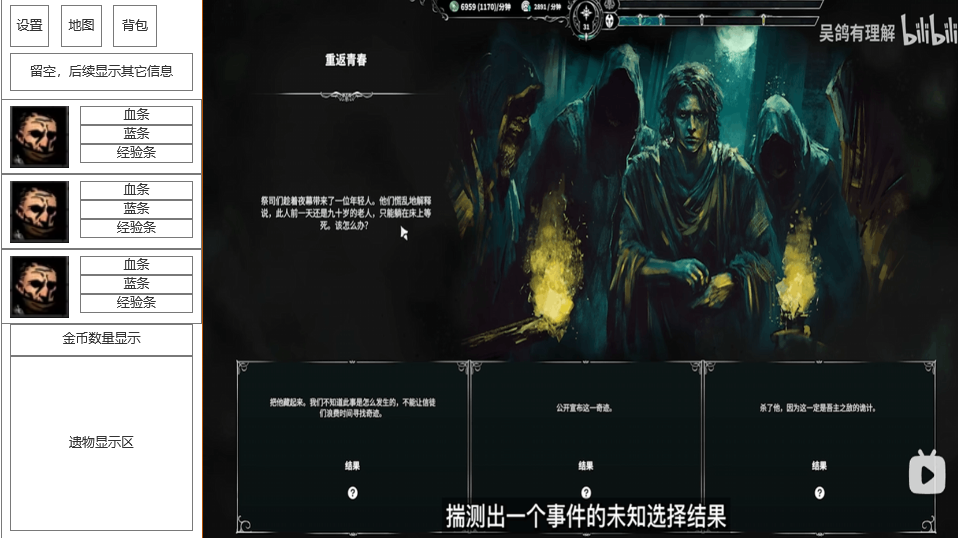 设置
地图
背包
留空，后续显示其它信息
血条
蓝条
经验条
血条
蓝条
经验条
血条
蓝条
经验条
金币数量显示
遗物显示区
6959 (1170)/分钟
2891 / 分钟
31
吴鸽有理解
bilibili
重返青春
祭司们趁着夜幕带来了一位年轻人。他们慌乱地解释
说，此人前一天还是九十岁的老人，只能躺在床上等
死。该怎么办？
把他藏起来。我们不知道此事是怎么发生的，不能让信徒
们浪费时间寻找奇迹。
结果
?
公开宣布这一奇迹。
结果
?
杀了他，因为这一定是吾主之敌的诡计。
结果
?
揣测出一个事件的未知选择结果